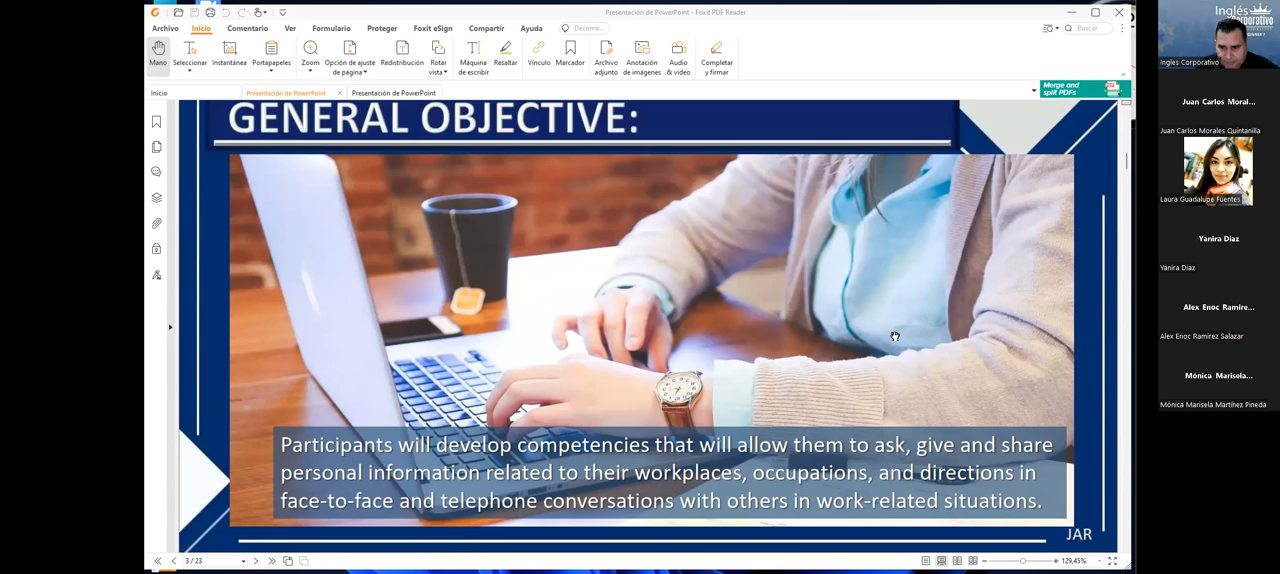 Presentación de PowerPoint - Foxit PDF Reader
Archivo Inicio Comentario Ver Formulario Proteger Foxit eSign Compartir Ayuda Decirme... Buscar
Mano Seleccionar Instantánea Portapapeles Zoom Opción de ajuste de página Redistribución Rotar vista Máquina de escribir Resaltar Vínculo Marcador Archivo adjunto Anotación de imágenes Audio & video Completar y firmar
Inicio Presentación de PowerPoint Presentación de PowerPoint
Merge and
split PDFs
GENERAL OBJECTIVE:
Participants will develop competencies that will allow them to ask, give and share
personal information related to their workplaces, occupations, and directions in
face-to-face and telephone conversations with others in work-related situations.
JAR
3 / 23
129,45%
Inglés
Corporativo
Ingles Corporativo
Juan Carlos Moral...
Juan Carlos Morales Quintanilla
Laura Guadalupe Fuentes
Yanira Diaz
Yanira Diaz
Alex Enoc Ramire...
Alex Enoc Ramirez Salazar
Mónica Marisela...
Mónica Marisela Martínez Pineda